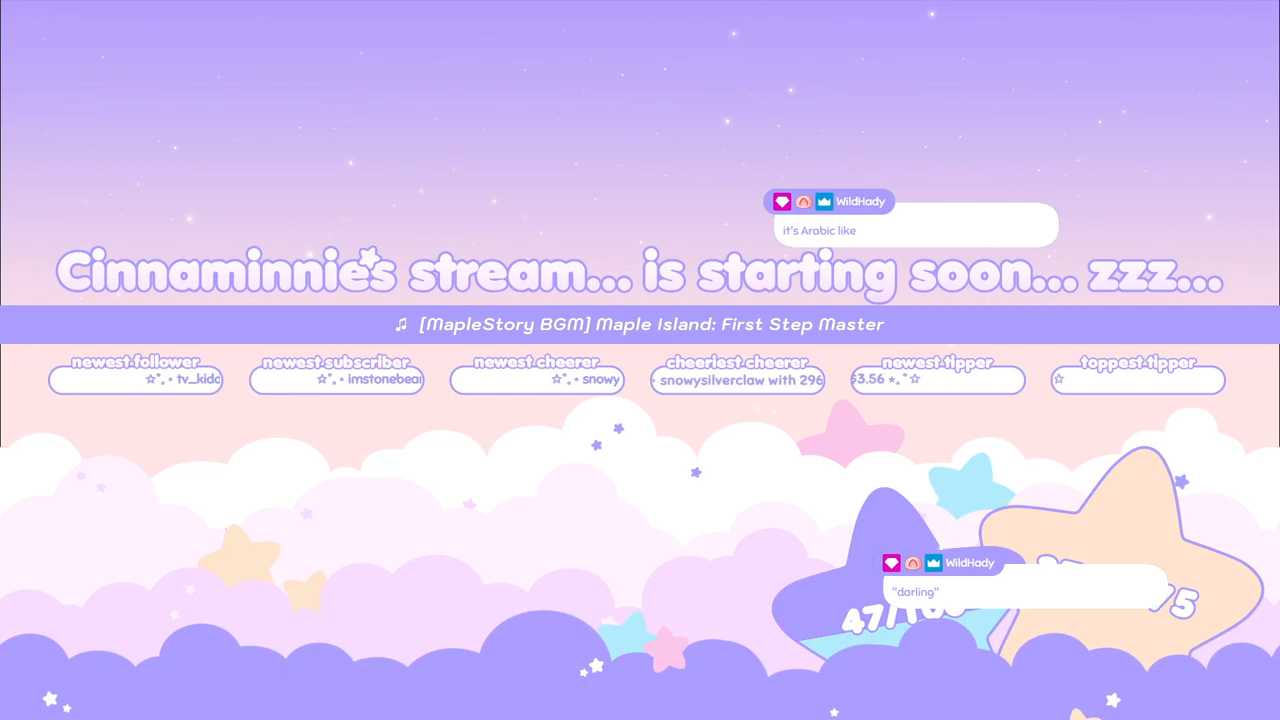 WildHady
it's Arabic like
Cinnaminnie's stream... is starting soon... zzz...
♫ [MapleStory BGM] Maple Island: First Step Master
newest follower
newest subscriber
newest cheerer
cheeriest cheerer
newest tipper
toppest tipper
☆*｡• tv_kidd
☆*｡• imstonebear
☆*｡• snowy
• snowysilverclaw with 296
$3.56 ⋆｡˚☆
☆
WildHady
"darling"
47/100